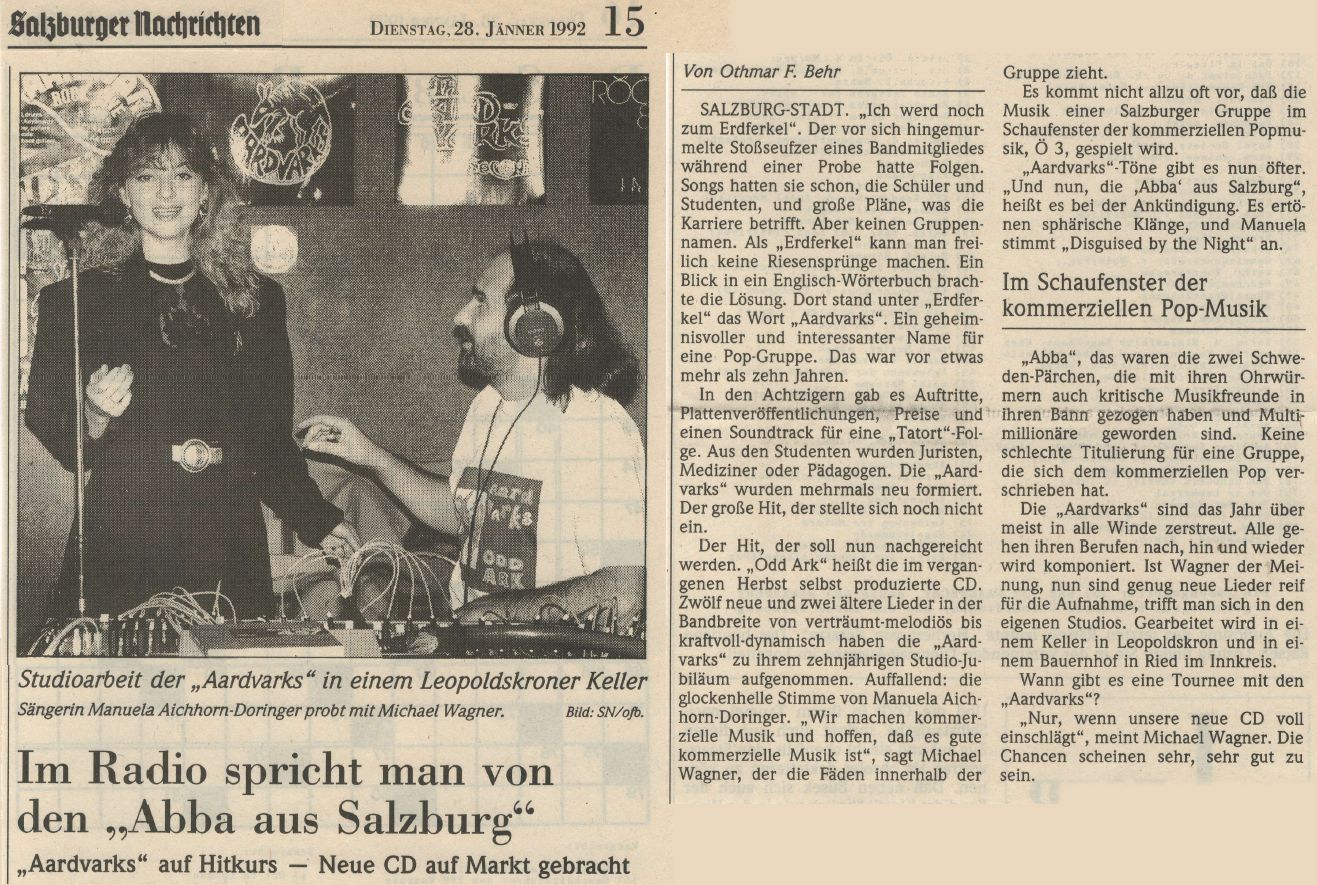 Salzburger Nachrichten
DIENSTAG, 28. JÄNNER 1992 15
AARDVARKS
ard
ARKS
ODD
ARK
Studioarbeit der „Aardvarks“ in einem Leopoldskroner Keller
Sängerin Manuela Aichhorn-Doringer probt mit Michael Wagner. Bild: SN/ofb.
Im Radio spricht man von
den „Abba aus Salzburg“
„Aardvarks“ auf Hitkurs — Neue CD auf Markt gebracht
Von Othmar F. Behr
SALZBURG-STADT. „Ich werd noch
zum Erdferkel“. Der vor sich hingemur-
melte Stoßseufzer eines Bandmitgliedes
während einer Probe hatte Folgen.
Songs hatten sie schon, die Schüler und
Studenten, und große Pläne, was die
Karriere betrifft. Aber keinen Gruppen-
namen. Als „Erdferkel“ kann man frei-
lich keine Riesensprünge machen. Ein
Blick in ein Englisch-Wörterbuch brach-
te die Lösung. Dort stand unter „Erdfer-
kel“ das Wort „Aardvarks“. Ein geheim-
nisvoller und interessanter Name für
eine Pop-Gruppe. Das war vor etwas
mehr als zehn Jahren.
In den Achtzigern gab es Auftritte,
Plattenveröffentlichungen, Preise und
einen Soundtrack für eine „Tatort“-Fol-
ge. Aus den Studenten wurden Juristen,
Mediziner oder Pädagogen. Die „Aard-
varks“ wurden mehrmals neu formiert.
Der große Hit, der stellte sich noch nicht
ein.
Der Hit, der soll nun nachgereicht
werden. „Odd Ark“ heißt die im vergan-
genen Herbst selbst produzierte CD.
Zwölf neue und zwei ältere Lieder in der
Bandbreite von verträumt-melodiös bis
kraftvoll-dynamisch haben die „Aard-
varks“ zu ihrem zehnjährigen Studio-Ju-
biläum aufgenommen. Auffallend: die
glockenhelle Stimme von Manuela Aich-
horn-Doringer. „Wir machen kommer-
zielle Musik und hoffen, daß es gute
kommerzielle Musik ist“, sagt Michael
Wagner, der die Fäden innerhalb der
Gruppe zieht.
Es kommt nicht allzu oft vor, daß die
Musik einer Salzburger Gruppe im
Schaufenster der kommerziellen Popmu-
sik, Ö 3, gespielt wird.
„Aardvarks“-Töne gibt es nun öfter.
„Und nun, die ‚Abba‘ aus Salzburg“,
heißt es bei der Ankündigung. Es ertö-
nen sphärische Klänge, und Manuela
stimmt „Disguised by the Night“ an.
Im Schaufenster der
kommerziellen Pop-Musik
„Abba“, das waren die zwei Schwe-
den-Pärchen, die mit ihren Ohrwür-
mern auch kritische Musikfreunde in
ihren Bann gezogen haben und Multi-
millionäre geworden sind. Keine
schlechte Titulierung für eine Gruppe,
die sich dem kommerziellen Pop ver-
schrieben hat.
Die „Aardvarks“ sind das Jahr über
meist in alle Winde zerstreut. Alle ge-
hen ihren Berufen nach, hin und wieder
wird komponiert. Ist Wagner der Mei-
nung, nun sind genug neue Lieder reif
für die Aufnahme, trifft man sich in den
eigenen Studios. Gearbeitet wird in ei-
nem Keller in Leopoldskron und in ei-
nem Bauernhof in Ried im Innkreis.
Wann gibt es eine Tournee mit den
„Aardvarks“?
„Nur, wenn unsere neue CD voll
einschlägt“, meint Michael Wagner. Die
Chancen scheinen sehr, sehr gut zu
sein.